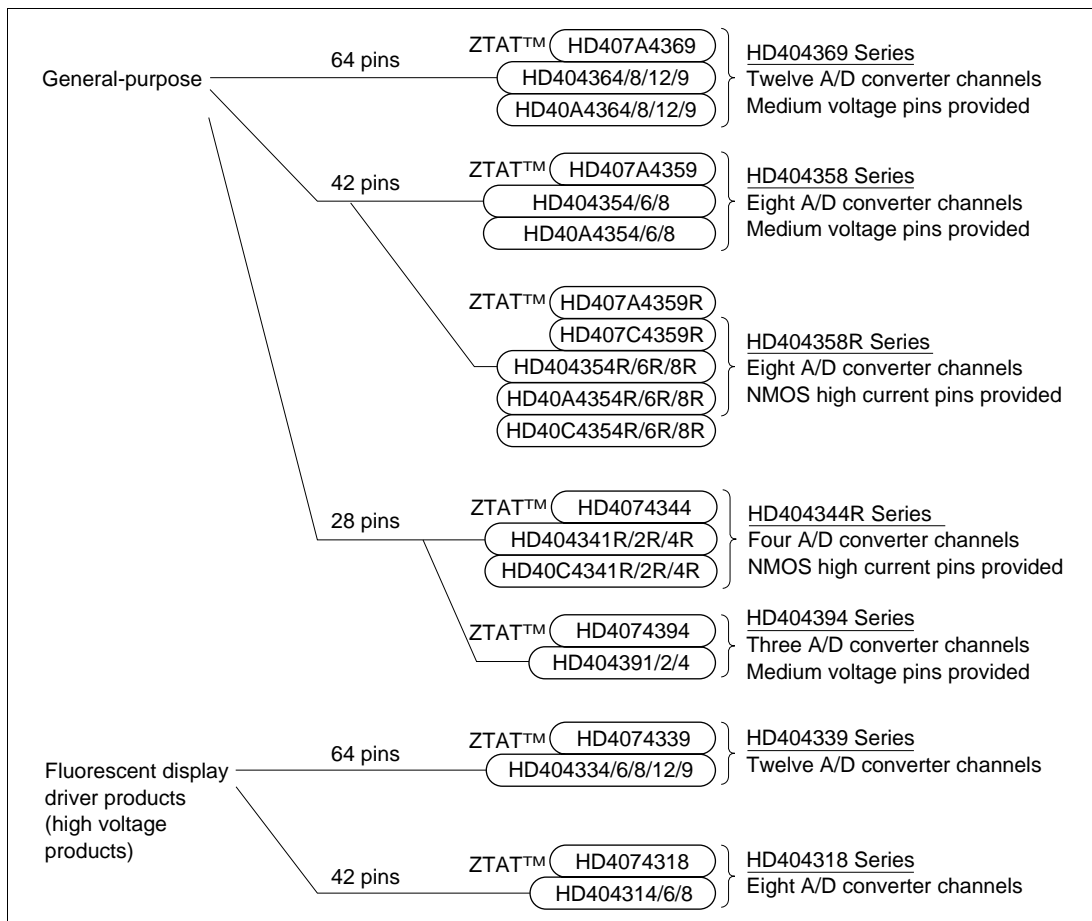 General-purpose
64 pins
ZTAT™ HD407A4369
HD404364/8/12/9
HD40A4364/8/12/9
HD404369 Series
Twelve A/D converter channels
Medium voltage pins provided
42 pins
ZTAT™ HD407A4359
HD404354/6/8
HD40A4354/6/8
HD404358 Series
Eight A/D converter channels
Medium voltage pins provided
ZTAT™ HD407A4359R
HD407C4359R
HD404354R/6R/8R
HD40A4354R/6R/8R
HD40C4354R/6R/8R
HD404358R Series
Eight A/D converter channels
NMOS high current pins provided
28 pins
ZTAT™ HD4074344
HD404341R/2R/4R
HD40C4341R/2R/4R
HD404344R Series
Four A/D converter channels
NMOS high current pins provided
ZTAT™ HD4074394
HD404391/2/4
HD404394 Series
Three A/D converter channels
Medium voltage pins provided
Fluorescent display
driver products
(high voltage
products)
64 pins
ZTAT™ HD4074339
HD404334/6/8/12/9
HD404339 Series
Twelve A/D converter channels
42 pins
ZTAT™ HD4074318
HD404314/6/8
HD404318 Series
Eight A/D converter channels